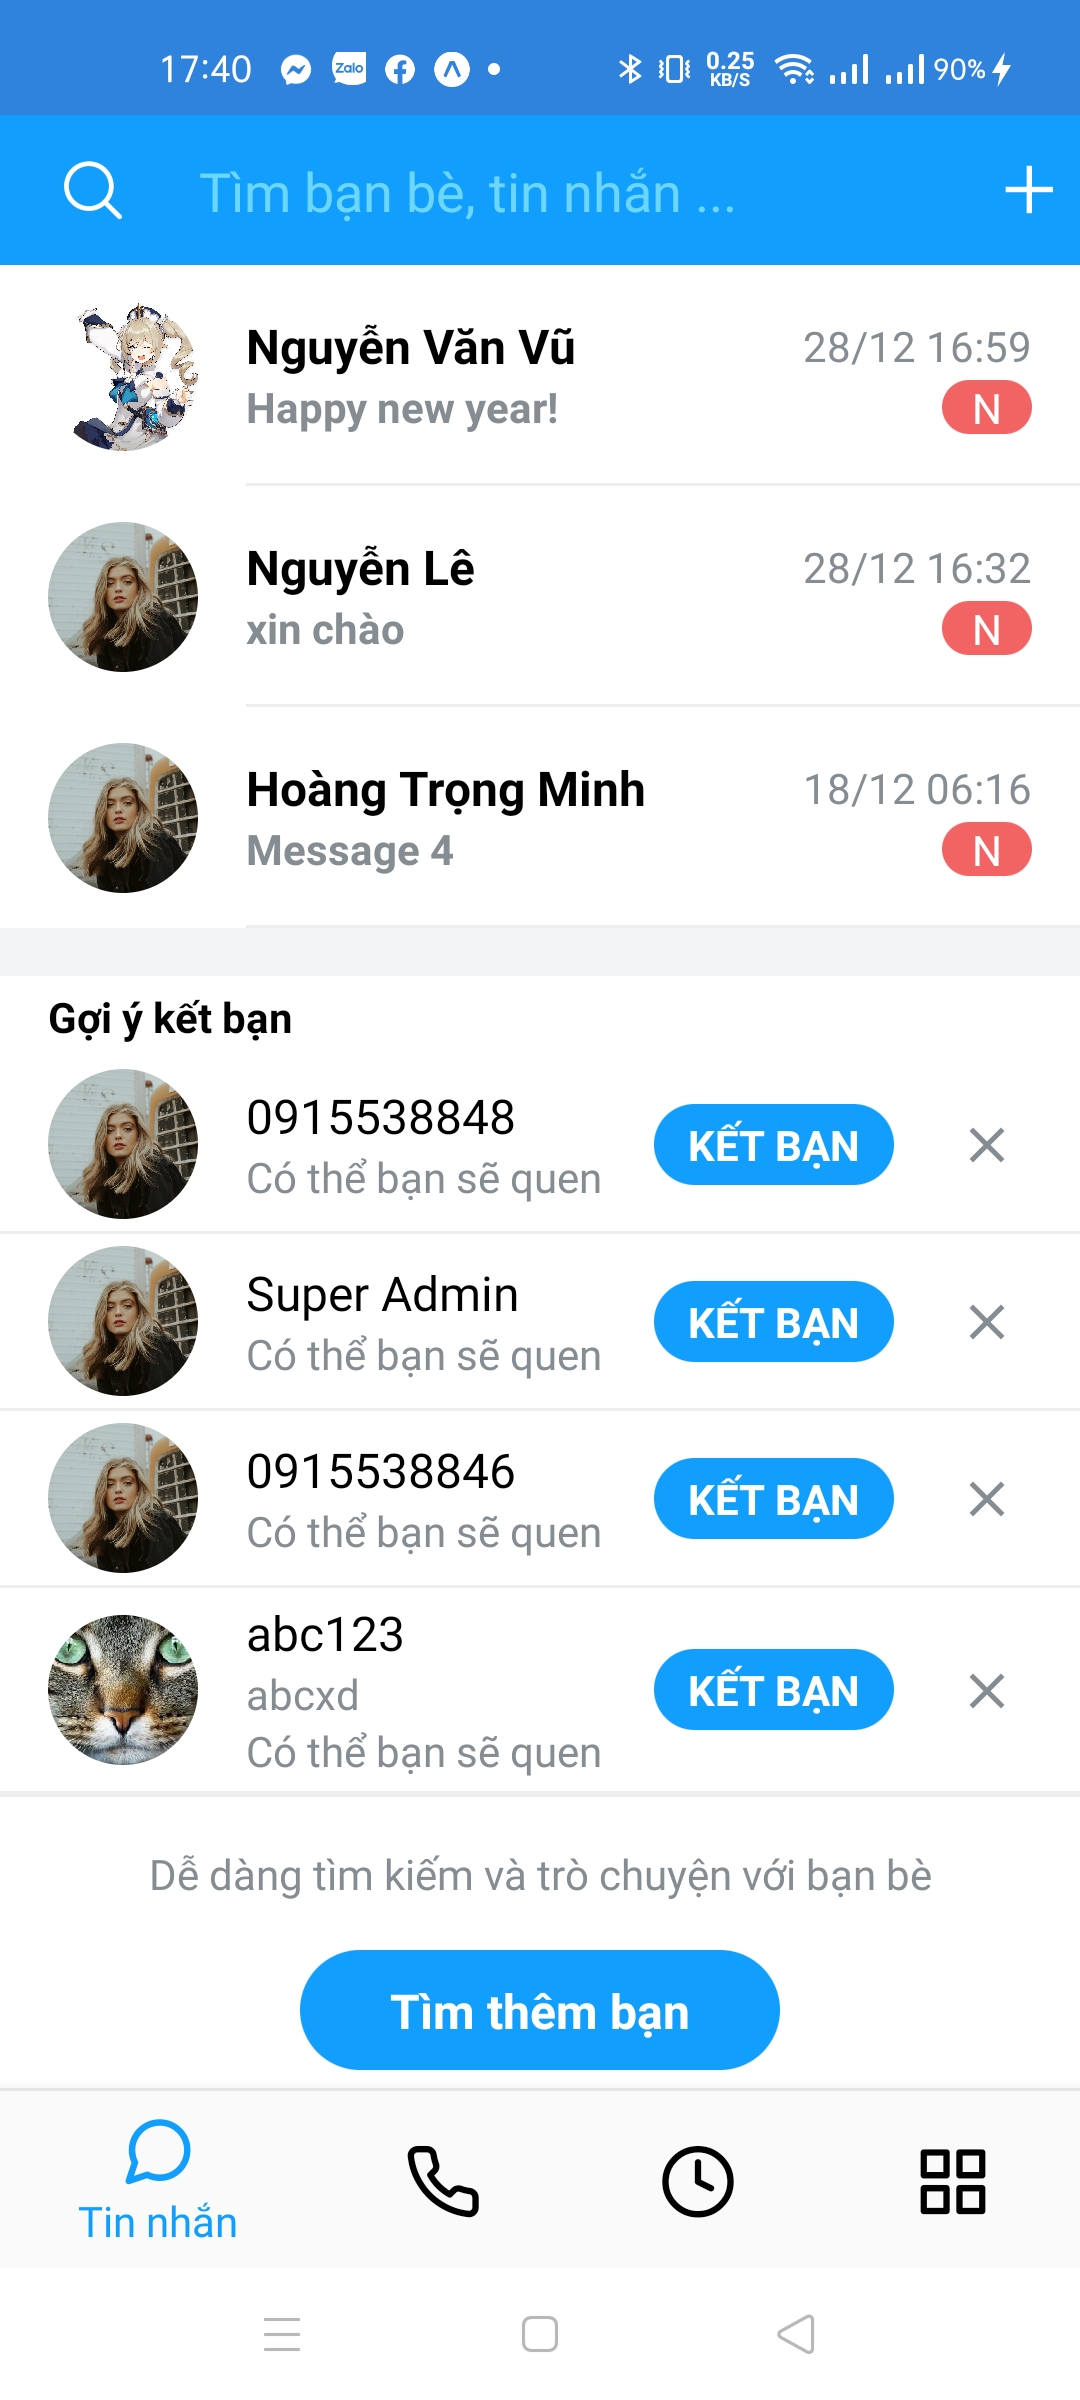 17:40
Zalo
0.25
KB/S
90%
Tìm bạn bè, tin nhắn ...
Nguyễn Văn Vũ
28/12 16:59
Happy new year!
N
Nguyễn Lê
28/12 16:32
xin chào
N
Hoàng Trọng Minh
18/12 06:16
Message 4
N
Gợi ý kết bạn
0915538848
Có thể bạn sẽ quen
KẾT BẠN
Super Admin
Có thể bạn sẽ quen
KẾT BẠN
0915538846
Có thể bạn sẽ quen
KẾT BẠN
abc123
abcxd
Có thể bạn sẽ quen
KẾT BẠN
Dễ dàng tìm kiếm và trò chuyện với bạn bè
Tìm thêm bạn
Tin nhắn